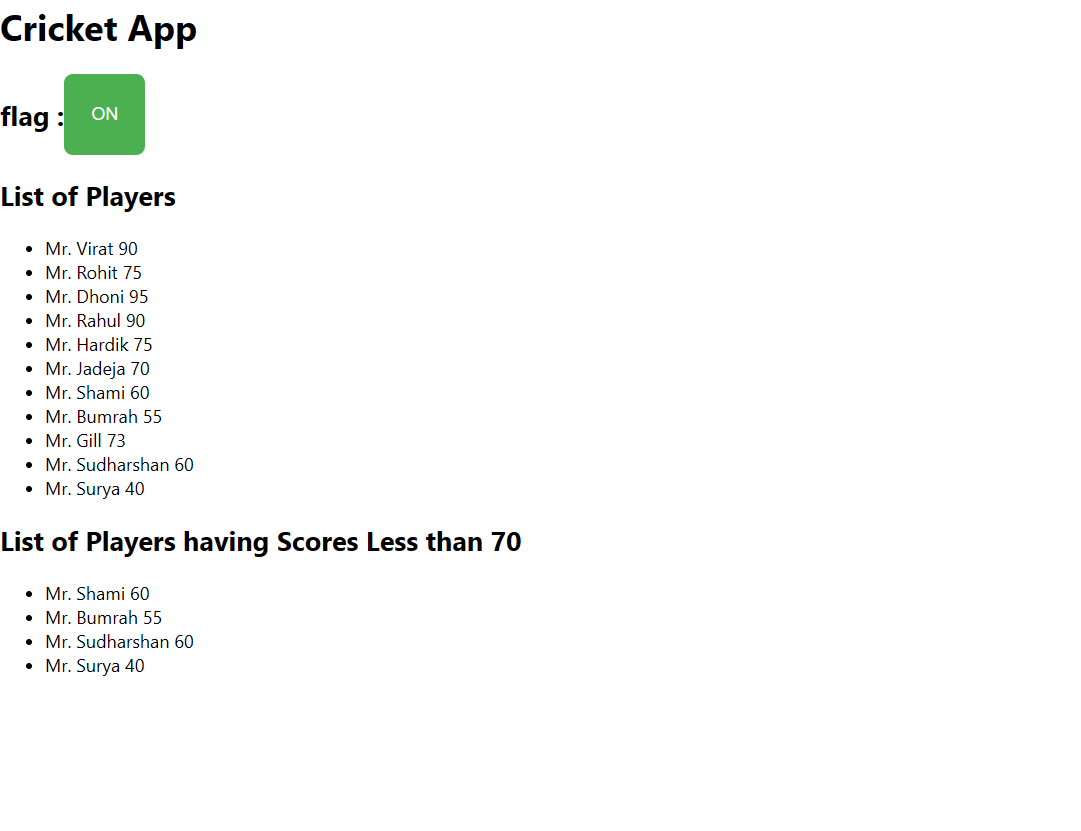 Cricket App
flag : ON
List of Players
Mr. Virat 90
Mr. Rohit 75
Mr. Dhoni 95
Mr. Rahul 90
Mr. Hardik 75
Mr. Jadeja 70
Mr. Shami 60
Mr. Bumrah 55
Mr. Gill 73
Mr. Sudharshan 60
Mr. Surya 40
List of Players having Scores Less than 70
Mr. Shami 60
Mr. Bumrah 55
Mr. Sudharshan 60
Mr. Surya 40